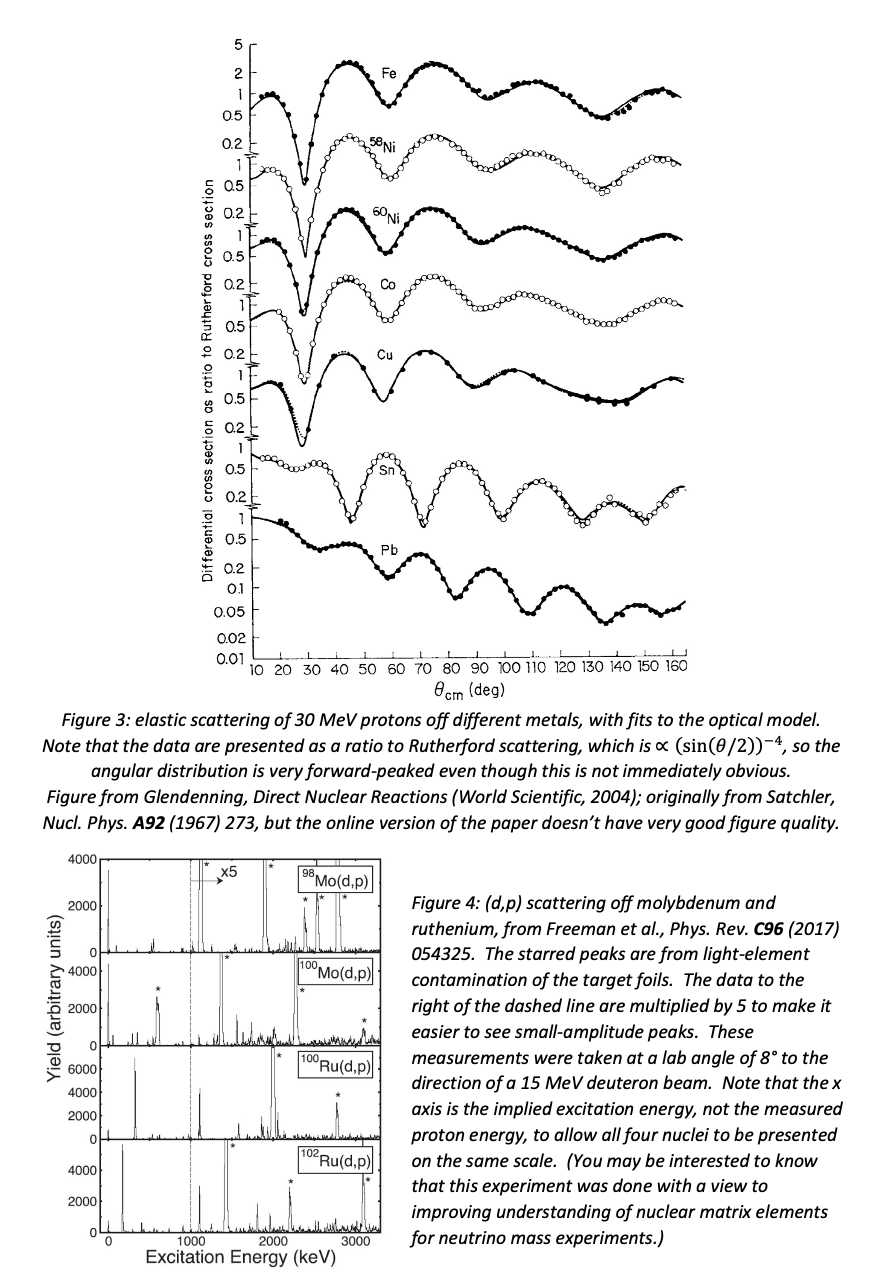 Differential cross section as ratio to Rutherford cross section
5
2
1
0.5
0.2
1
0.5
0.2
1
0.5
0.2
1
0.5
0.2
1
0.5
0.2
1
0.5
0.2
1
0.5
0.2
0.1
0.05
0.02
0.01
Fe
⁵⁸Ni
⁶⁰Ni
Co
Cu
Sn
Pb
10 20 30 40 50 60 70 80 90 100 110 120 130 140 150 160
θcm (deg)
Figure 3: elastic scattering of 30 MeV protons off different metals, with fits to the optical model.
Note that the data are presented as a ratio to Rutherford scattering, which is ∝ (sin(θ/2))⁻⁴, so the
angular distribution is very forward-peaked even though this is not immediately obvious.
Figure from Glendenning, Direct Nuclear Reactions (World Scientific, 2004); originally from Satchler,
Nucl. Phys. A92 (1967) 273, but the online version of the paper doesn't have very good figure quality.
Yield (arbitrary units)
4000
2000
0
* x5 * * * *
⁹⁸Mo(d,p)
4000
2000
0
* * * *
¹⁰⁰Mo(d,p)
6000
4000
2000
0
* *
¹⁰⁰Ru(d,p)
4000
2000
0
* * *
¹⁰²Ru(d,p)
0 1000 2000 3000
Excitation Energy (keV)
Figure 4: (d,p) scattering off molybdenum and
ruthenium, from Freeman et al., Phys. Rev. C96 (2017)
054325. The starred peaks are from light-element
contamination of the target foils. The data to the
right of the dashed line are multiplied by 5 to make it
easier to see small-amplitude peaks. These
measurements were taken at a lab angle of 8° to the
direction of a 15 MeV deuteron beam. Note that the x
axis is the implied excitation energy, not the measured
proton energy, to allow all four nuclei to be presented
on the same scale. (You may be interested to know
that this experiment was done with a view to
improving understanding of nuclear matrix elements
for neutrino mass experiments.)